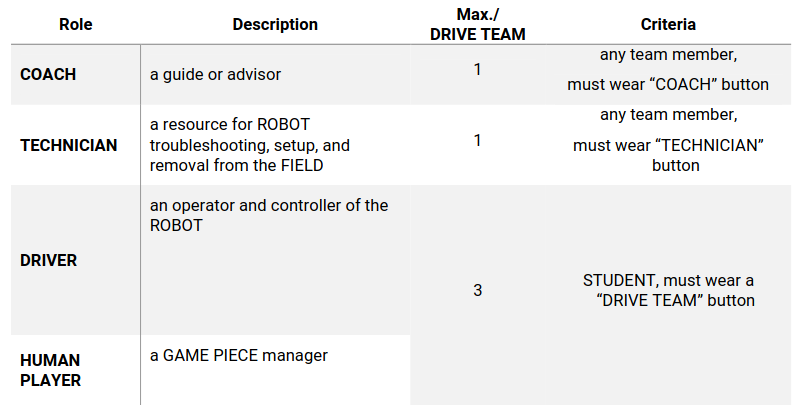 Role
Description
Max./
DRIVE TEAM
Criteria
COACH
a guide or advisor
1
any team member,
must wear “COACH” button
TECHNICIAN
a resource for ROBOT
troubleshooting, setup, and
removal from the FIELD
1
any team member,
must wear “TECHNICIAN”
button
DRIVER
an operator and controller of the
ROBOT
3
STUDENT, must wear a
“DRIVE TEAM” button
HUMAN
PLAYER
a GAME PIECE manager